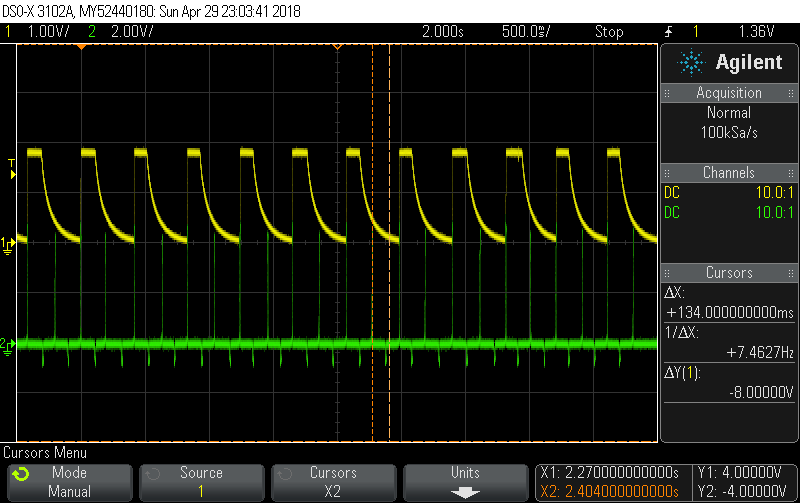 DSO-X 3102A, MY52440180: Sun Apr 29 23:03:41 2018
1 1.00V/ 2 2.00V/ 2.000s 500.0ms/ Stop 1 1.36V
Agilent
Acquisition
Normal
100kSa/s
Channels
DC 10.0:1
DC 10.0:1
Cursors
ΔX:
+134.000000000ms
1/ΔX:
+7.4627Hz
ΔY(1):
-8.00000V
T
1
2
Cursors Menu
Mode
Manual
Source
1
Cursors
X2
Units
X1: 2.270000000000s
X2: 2.404000000000s
Y1: 4.00000V
Y2: -4.00000V